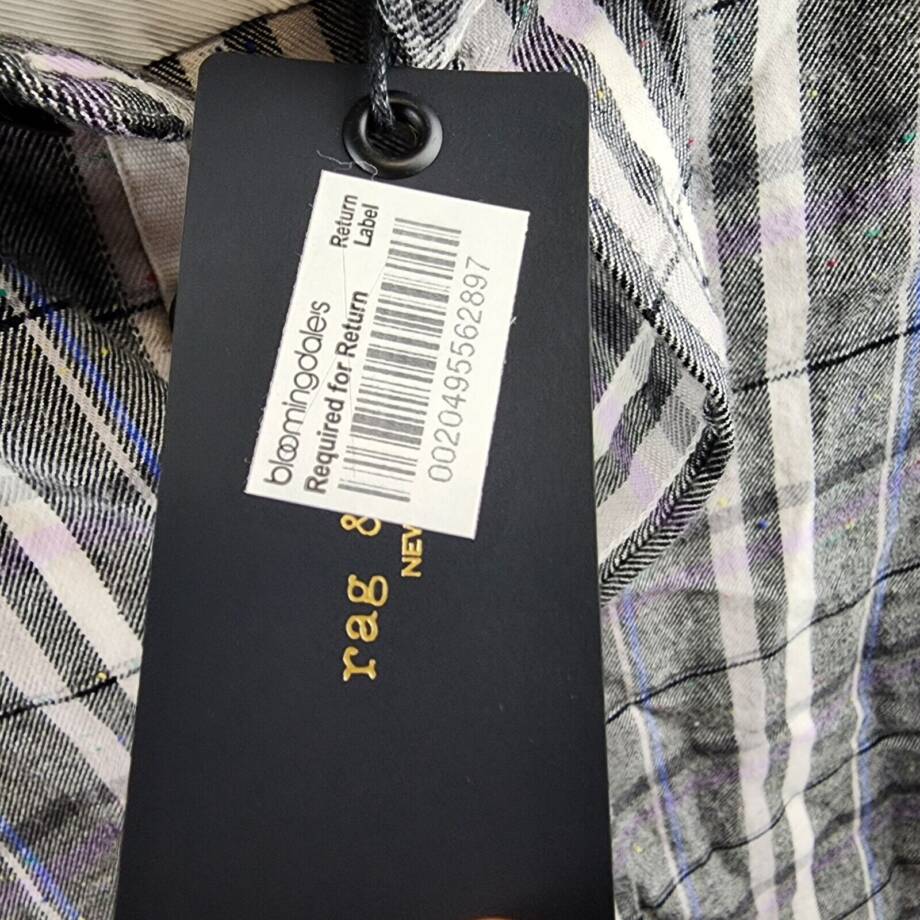 bloomingdale's
Required for Return
Return
Label
0020495562897
rag &
NEW